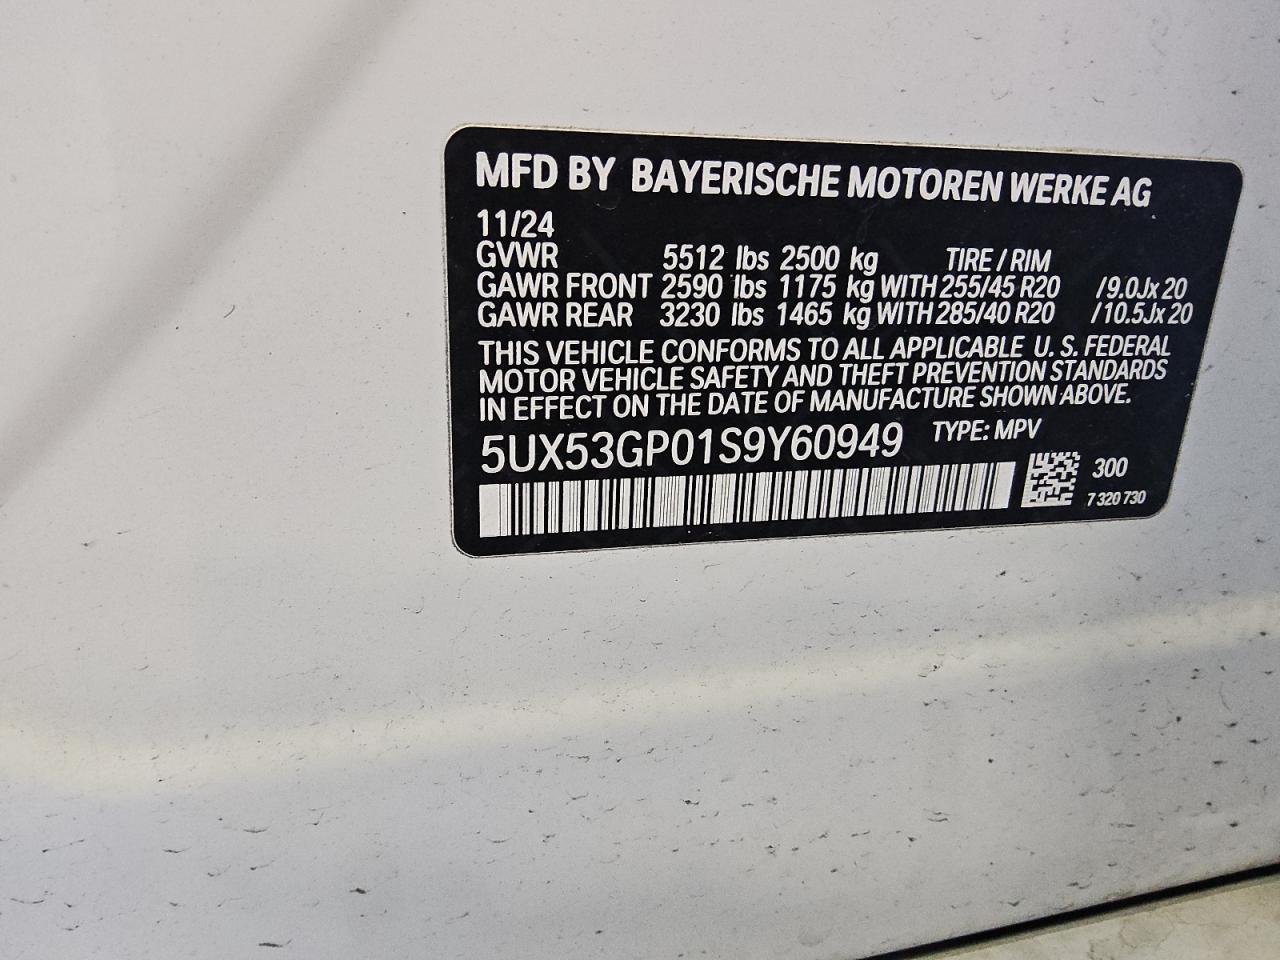 MFD BY BAYERISCHE MOTOREN WERKE AG
11/24
GVWR 5512 lbs 2500 kg TIRE / RIM
GAWR FRONT 2590 lbs 1175 kg WITH 255/45 R20 /9.0Jx 20
GAWR REAR 3230 lbs 1465 kg WITH 285/40 R20 /10.5Jx 20
THIS VEHICLE CONFORMS TO ALL APPLICABLE U. S. FEDERAL
MOTOR VEHICLE SAFETY AND THEFT PREVENTION STANDARDS
IN EFFECT ON THE DATE OF MANUFACTURE SHOWN ABOVE.
5UX53GP01S9Y60949 TYPE: MPV
300
7 320 730